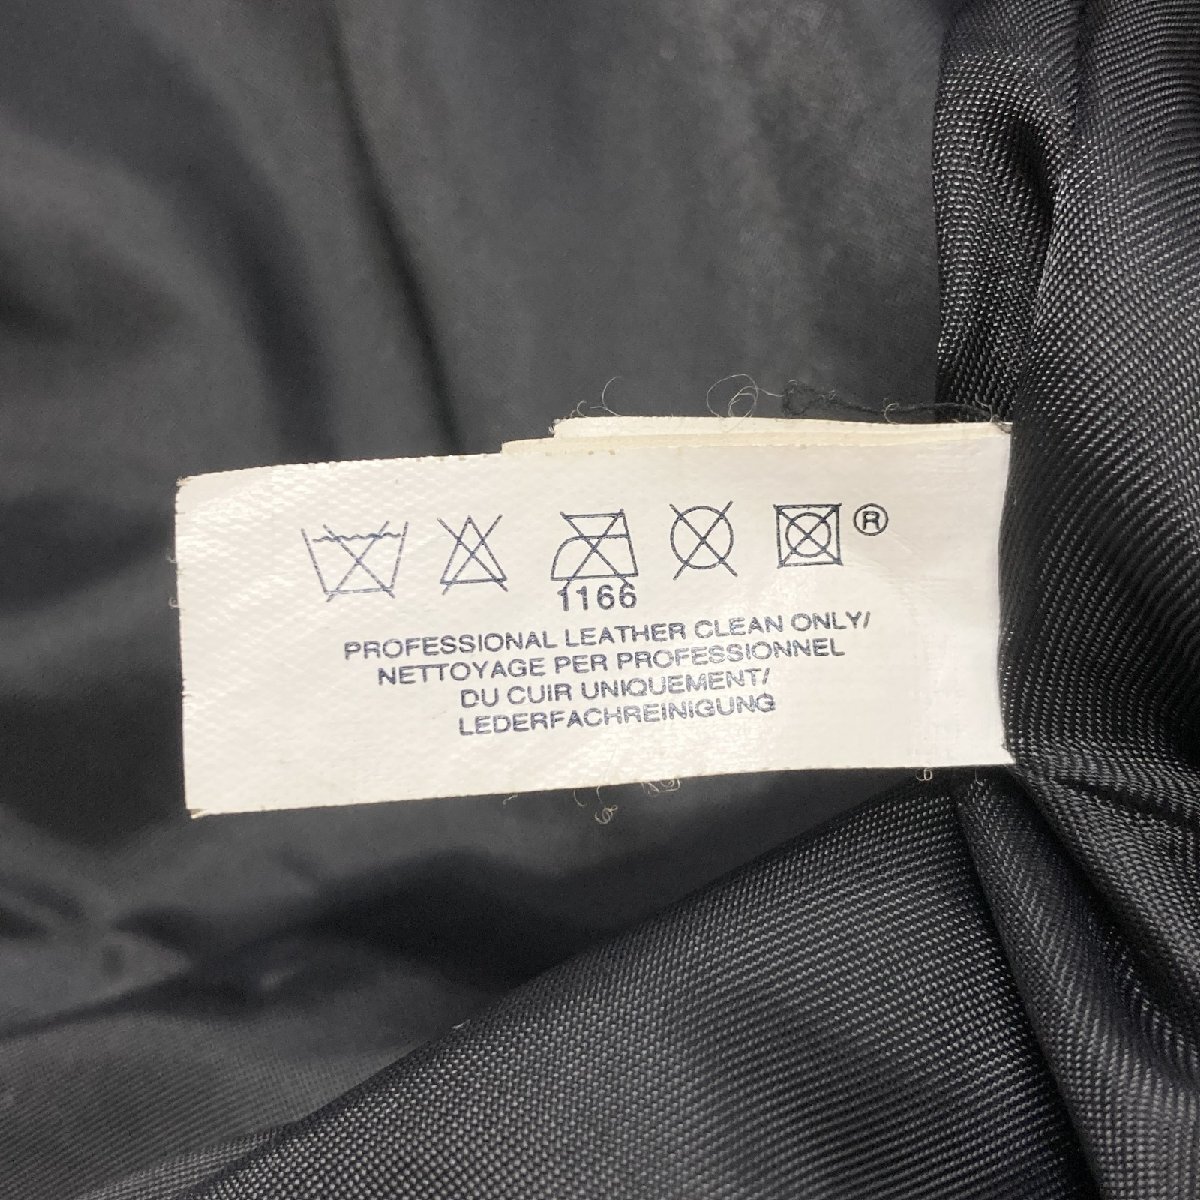 ®
1166
PROFESSIONAL LEATHER CLEAN ONLY/
NETTOYAGE PER PROFESSIONNEL
DU CUIR UNIQUEMENT/
LEDERFACHREINIGUNG